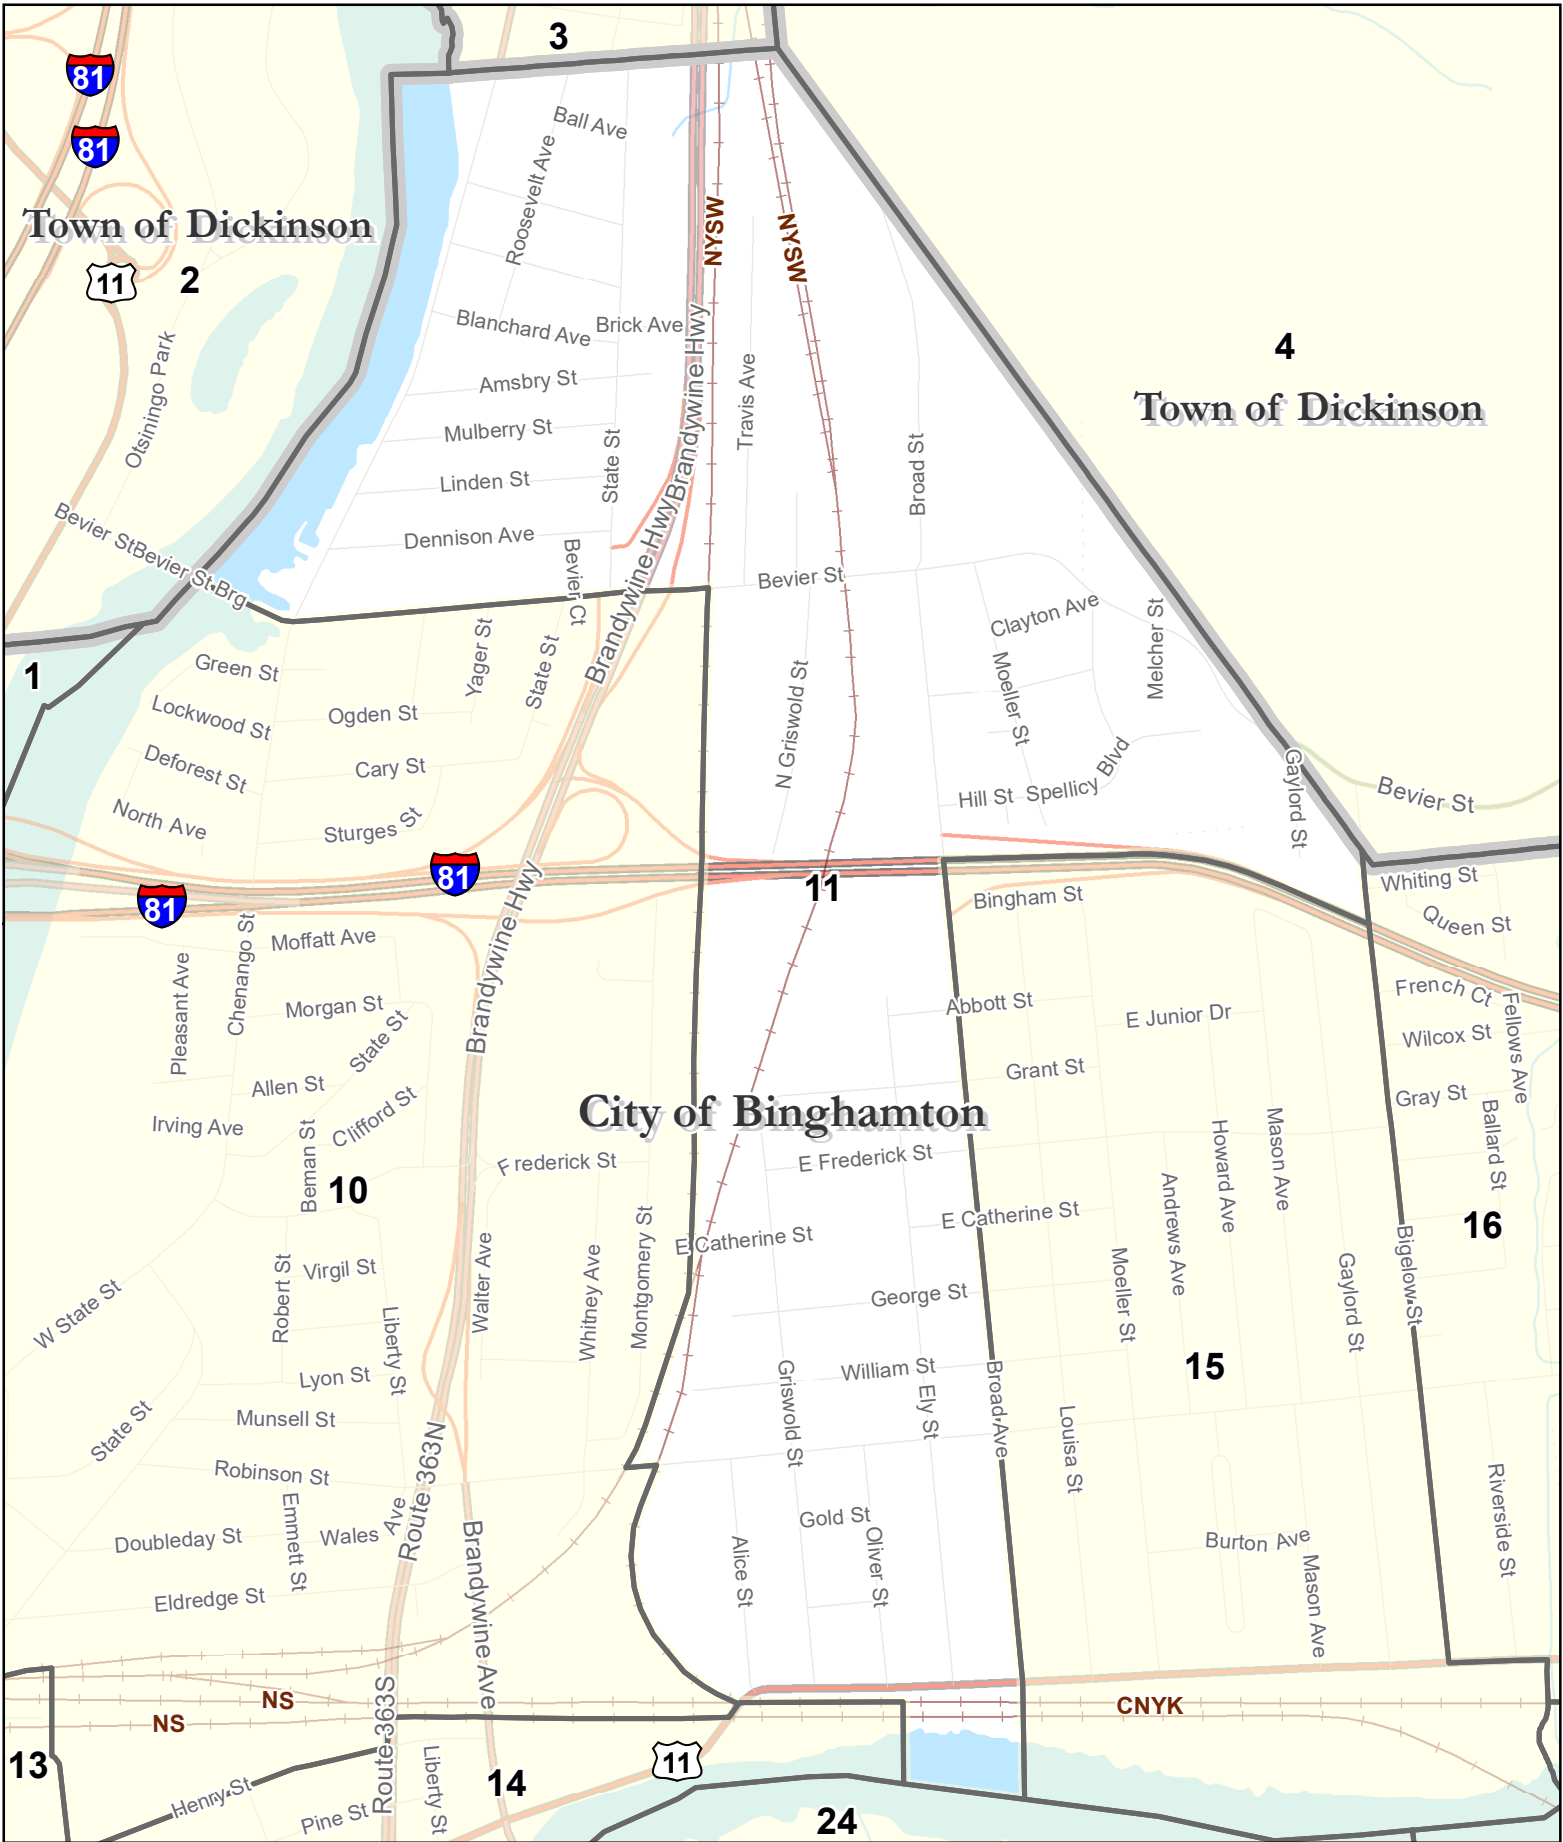 3
81
81
Ball Ave
Roosevelt Ave
Town of Dickinson
11
2
NYSW
NYSW
Blanchard Ave
Brick Ave
Brandywine Hwy
Otsiningo Park
4
Town of Dickinson
Amsbry St
Travis Ave
Mulberry St
State St
Broad St
Linden St
Brandywine Hwy
Dennison Ave
Bevier St
Bevier St Brg
Bevier Ct
Bevier St
Clayton Ave
Melcher St
1
Green St
Yager St
State St
Brandywine Hwy
Moeller St
Lockwood St
Ogden St
N Griswold St
Deforest St
Cary St
Hill St
Spellicy Blvd
Gaylord St
Bevier St
North Ave
Sturges St
81
81
11
Brandywine Hwy
Bingham St
Whiting St
Queen St
Moffatt Ave
Chenango St
Pleasant Ave
Morgan St
State St
Abbott St
E Junior Dr
French Ct
Wilcox St
Fellows Ave
Grant St
Allen St
Clifford St
Irving Ave
Beman St
City of Binghamton
Gray St
Ballard St
Howard Ave
Mason Ave
Frederick St
E Frederick St
10
Andrews Ave
E Catherine St
E Catherine St
16
Montgomery St
Whitney Ave
Walter Ave
Virgil St
Robert St
W State St
Liberty St
George St
Moeller St
Gaylord St
Bigelow St
Lyon St
William St
15
Griswold St
Ely St
Broad Ave
Louisa St
Munsell St
State St
Robinson St
Route 363N
Riverside St
Emmett St
Doubleday St
Wales Ave
Gold St
Alice St
Oliver St
Burton Ave
Mason Ave
Eldredge St
Brandywine Ave
NS
NS
CNYK
Route 363S
13
11
14
Liberty St
Henry St
Pine St
24